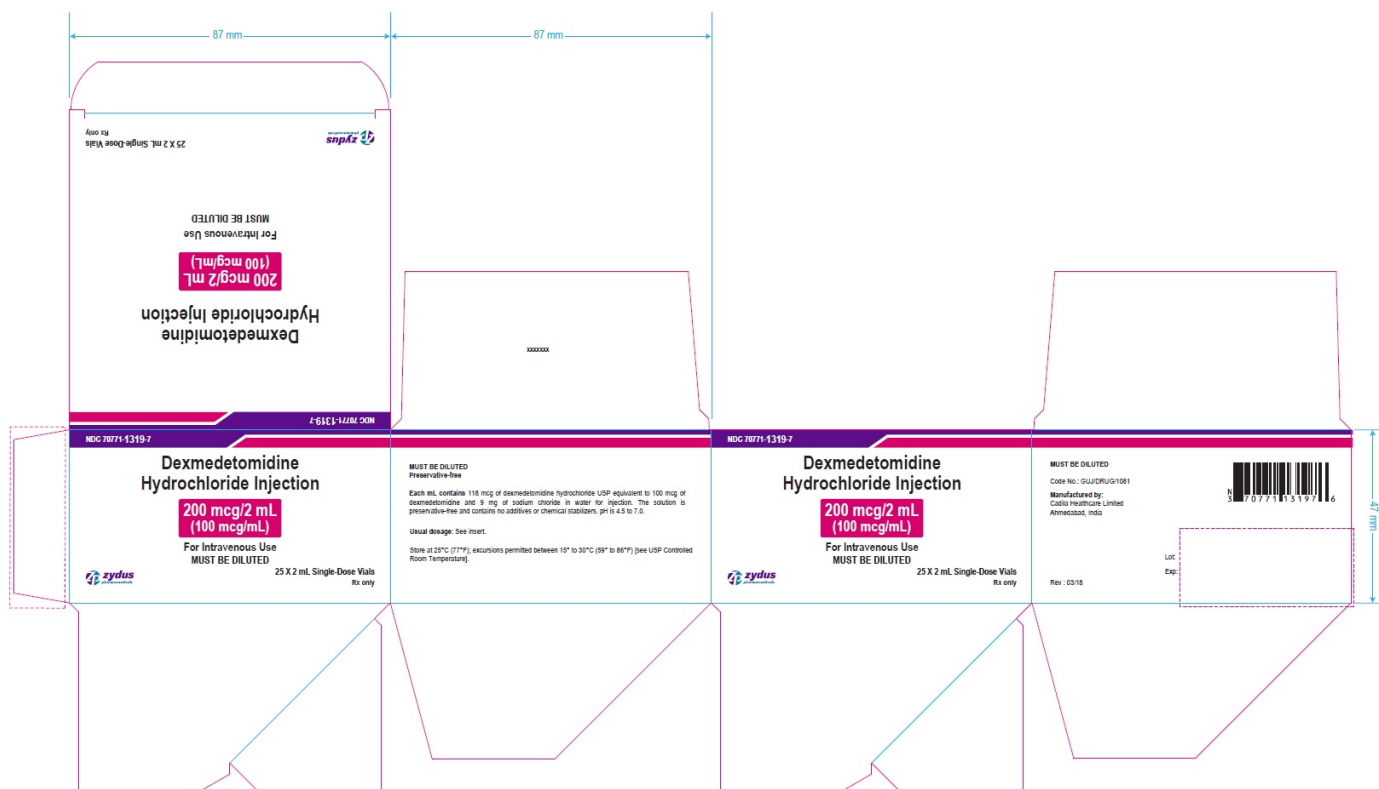 87 mm
87 mm
Dexmedetomidine
Hydrochloride Injection
200 mcg/2 mL
(100 mcg/mL)
For Intravenous Use
MUST BE DILUTED
zydus
pharmaceuticals
25 X 2 mL Single-Dose Vials
Rx only
NDC 70771-1319-7
xxxxxxx
NDC 70771-1319-7
Dexmedetomidine
Hydrochloride Injection
200 mcg/2 mL
(100 mcg/mL)
For Intravenous Use
MUST BE DILUTED
zydus
pharmaceuticals
25 X 2 mL Single-Dose Vials
Rx only
MUST BE DILUTED
Preservative-free
Each mL contains 118 mcg of dexmedetomidine hydrochloride USP equivalent to 100 mcg of
dexmedetomidine and 9 mg of sodium chloride in water for injection. The solution is
preservative-free and contains no additives or chemical stabilizers. pH is 4.5 to 7.0.
Usual dosage: See insert.
Store at 25°C (77°F); excursions permitted between 15° to 30°C (59° to 86°F) [see USP Controlled
Room Temperature].
NDC 70771-1319-7
Dexmedetomidine
Hydrochloride Injection
200 mcg/2 mL
(100 mcg/mL)
For Intravenous Use
MUST BE DILUTED
zydus
pharmaceuticals
25 X 2 mL Single-Dose Vials
Rx only
MUST BE DILUTED
Code No.: GUJ/DRUG/1081
Manufactured by:
Cadila Healthcare Limited
Ahmedabad, India
N
3 70771 13197 6
Lot:
Exp:
Rev : 03/18
47 mm